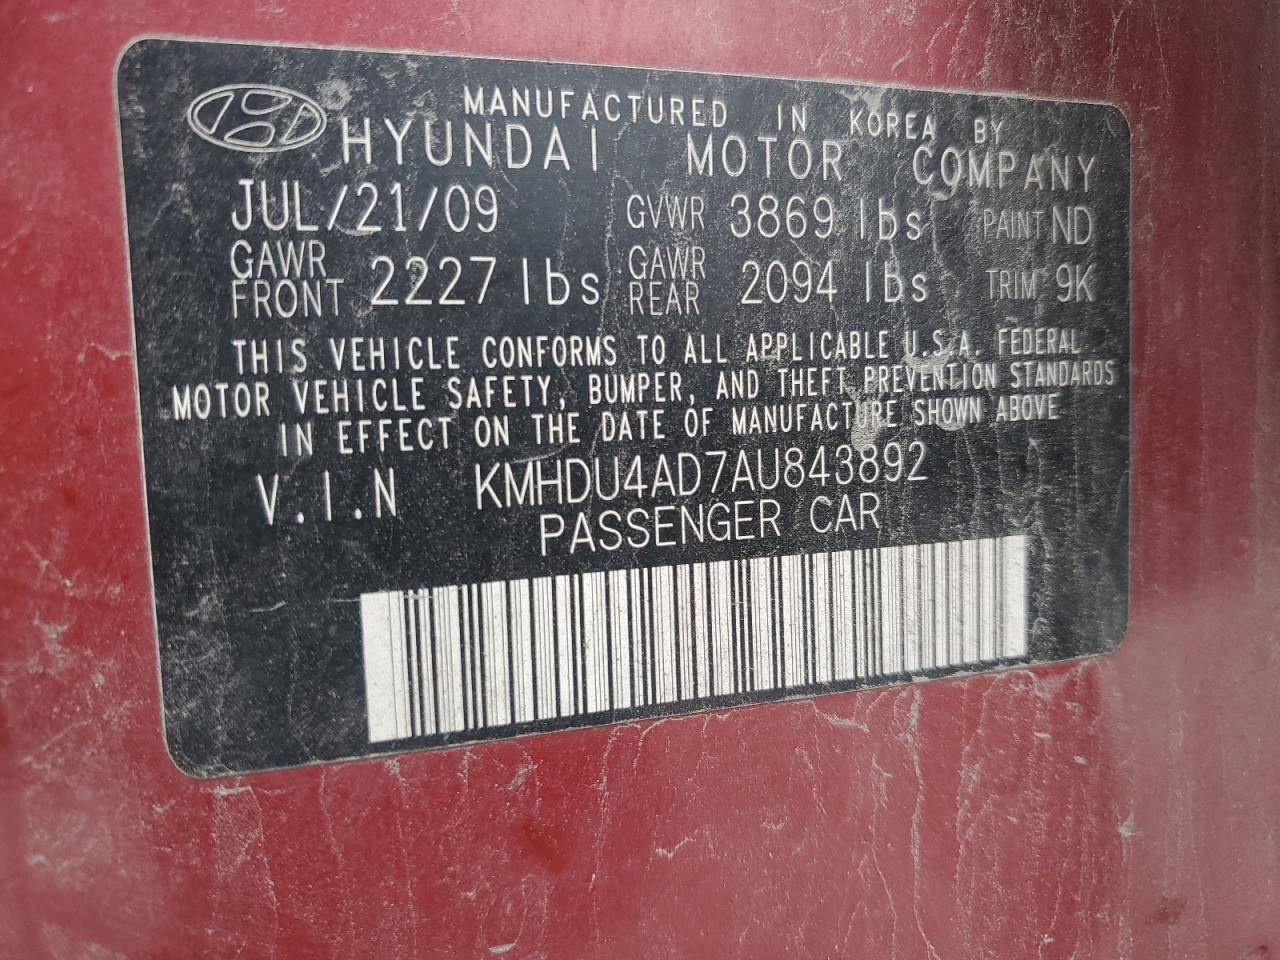 MANUFACTURED IN KOREA BY
HYUNDAI MOTOR COMPANY
JUL/21/09 GVWR 3869 lbs PAINT ND
GAWR FRONT 2227 lbs GAWR REAR 2094 lbs TRIM 9K
THIS VEHICLE CONFORMS TO ALL APPLICABLE U.S.A. FEDERAL
MOTOR VEHICLE SAFETY, BUMPER, AND THEFT PREVENTION STANDARDS
IN EFFECT ON THE DATE OF MANUFACTURE SHOWN ABOVE
V.I.N KMHDU4AD7AU843892
PASSENGER CAR